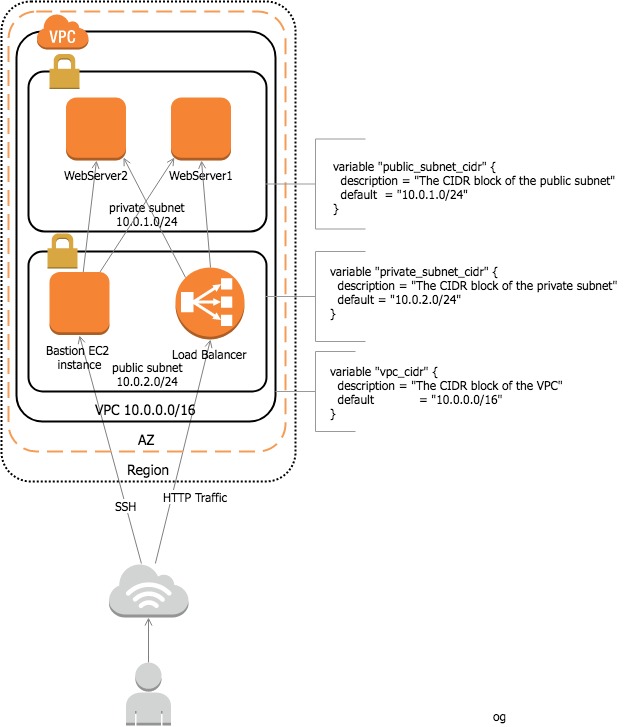 VPC
WebServer2
WebServer1
private subnet
10.0.1.0/24
Bastion EC2
instance
Load Balancer
public subnet
10.0.2.0/24
VPC 10.0.0.0/16
AZ
Region
SSH
HTTP Traffic
variable "public_subnet_cidr" {
description = "The CIDR block of the public subnet"
default = "10.0.1.0/24"
}
variable "private_subnet_cidr" {
description = "The CIDR block of the private subnet"
default = "10.0.2.0/24"
}
variable "vpc_cidr" {
description = "The CIDR block of the VPC"
default = "10.0.0.0/16"
}
og